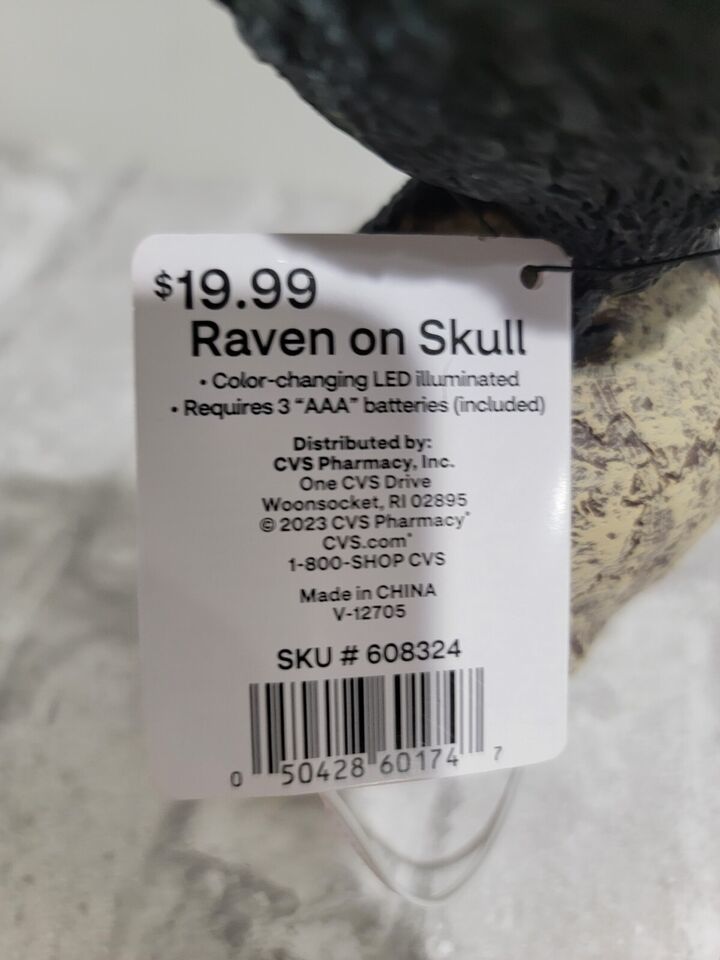 $19.99
Raven on Skull
• Color-changing LED illuminated
• Requires 3 “AAA” batteries (included)
Distributed by:
CVS Pharmacy, Inc.
One CVS Drive
Woonsocket, RI 02895
© 2023 CVS Pharmacy®
CVS.com®
1-800-SHOP CVS
Made in CHINA
V-12705
SKU # 608324
0 50428 60174 7